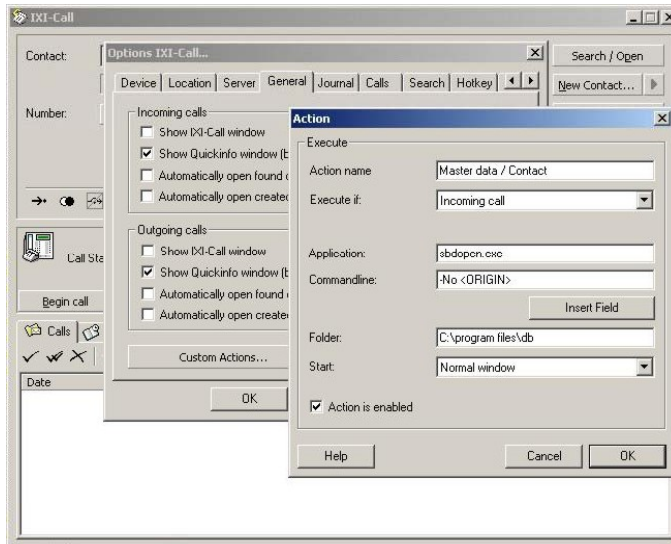 IXI-Call
Contact:
Number:
Search / Open
New Contact...
Call Sta
Begin call
Calls
Date
Options IXI-Call...
Device Location Server General Journal Calls Search Hotkey
Incoming calls
Show IXI-Call window
Show Quickinfo window (b
Automatically open found c
Automatically open created
Outgoing calls
Show IXI-Call window
Show Quickinfo window (b
Automatically open found c
Automatically open created
Custom Actions...
OK
Action
Execute
Action name Master data / Contact
Execute if: Incoming call
Application: sbdopen.exe
Commandline: -No <ORIGIN>
Insert Field
Folder: C:\program files\db
Start: Normal window
Action is enabled
Help Cancel OK